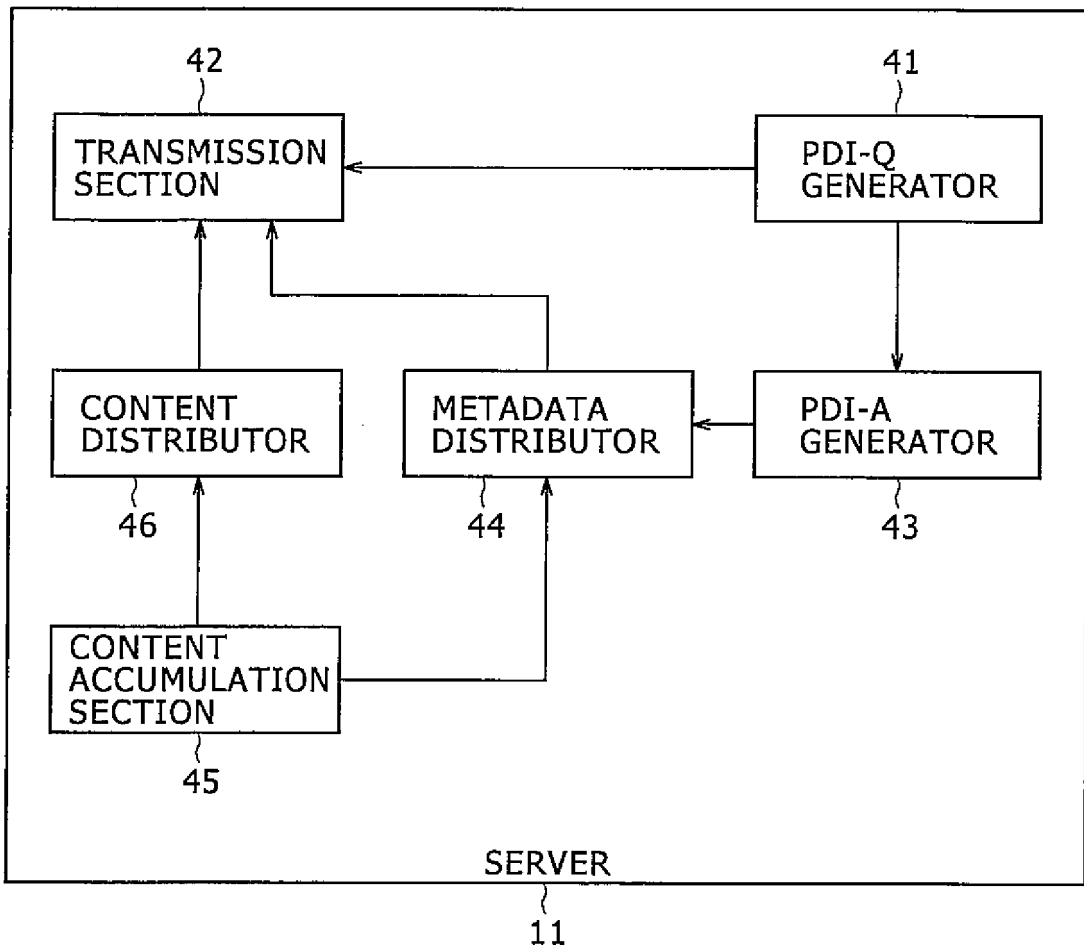 42
41
TRANSMISSION
SECTION
PDI-Q
GENERATOR
CONTENT
DISTRIBUTOR
METADATA
DISTRIBUTOR
PDI-A
GENERATOR
46
44
43
CONTENT
ACCUMULATION
SECTION
45
SERVER
11